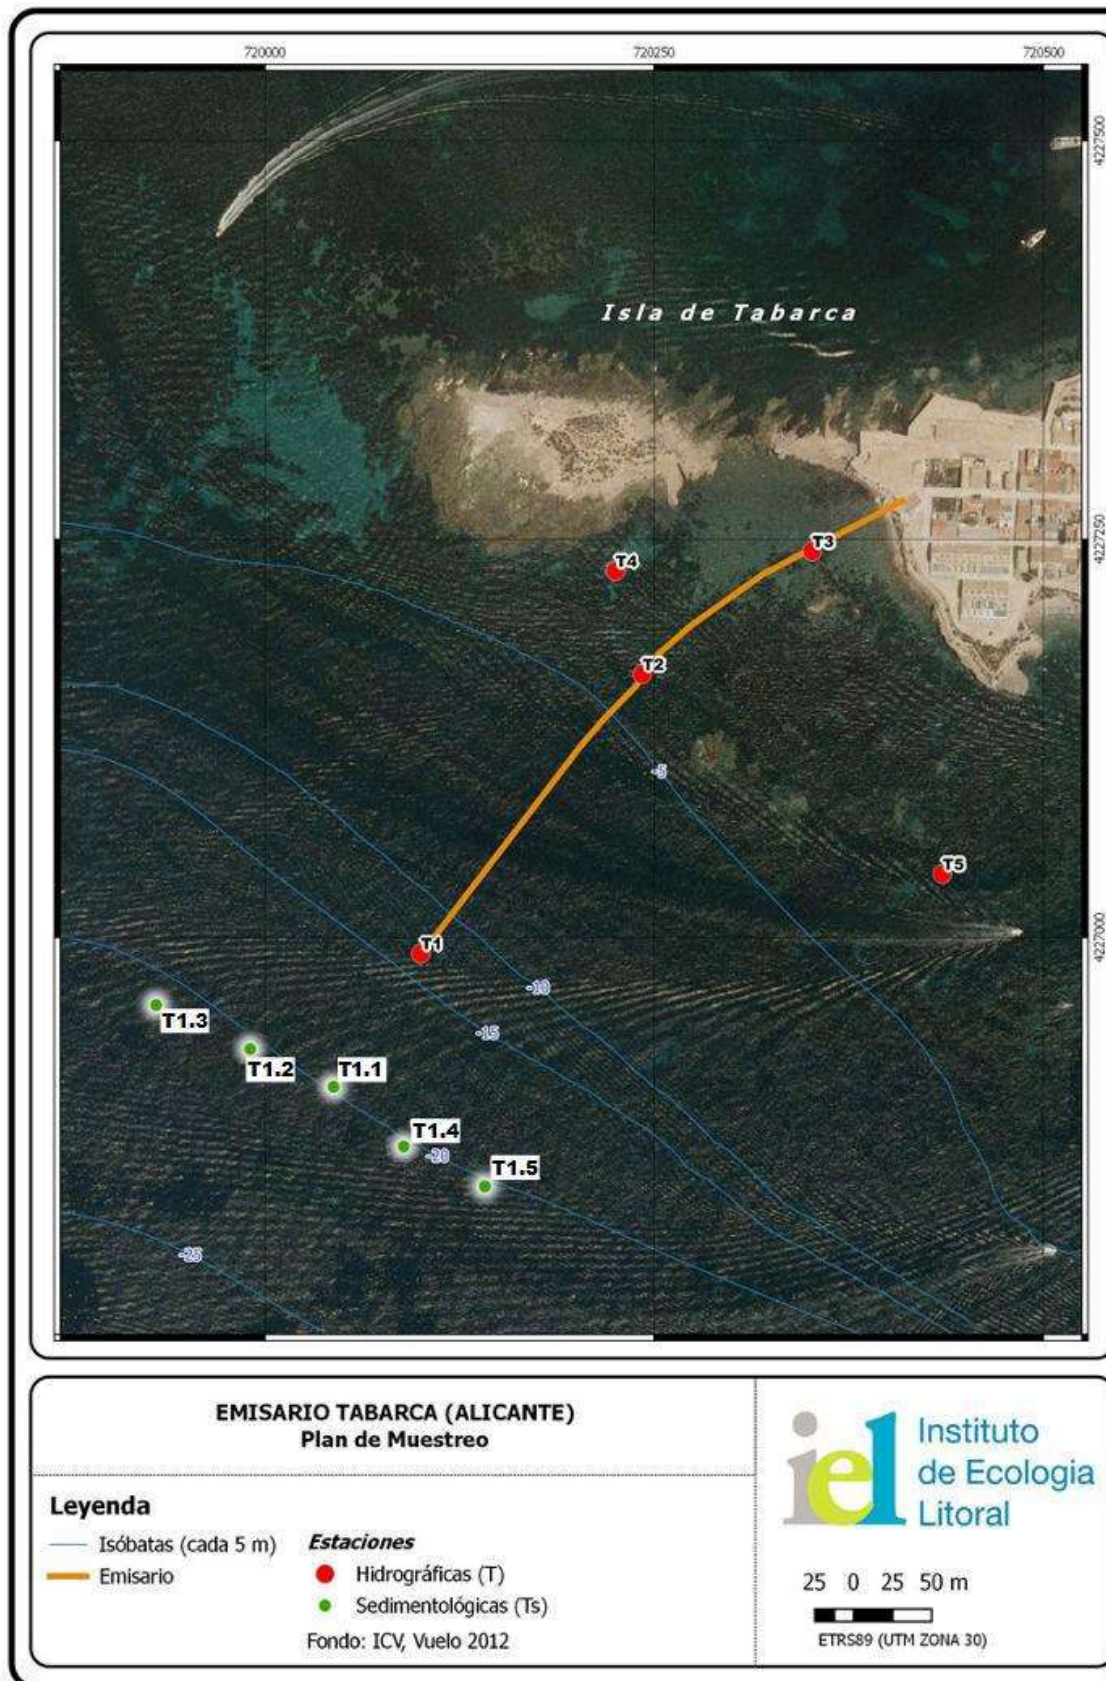 720000
720250
720500
4227500
Isla de Tabarca
4227250
T3
T4
T2
-5
T5
T1
4227000
-10
T1.3
-15
T1.2
T1.1
T1.4
-20
T1.5
-25
EMISARIO TABARCA (ALICANTE)
Plan de Muestreo
Leyenda
Isóbatas (cada 5 m)
Emisario
Estaciones
Hidrográficas (T)
Sedimentológicas (Ts)
Fondo: ICV, Vuelo 2012
iel
Instituto
de Ecologia
Litoral
25 0 25 50 m
ETRS89 (UTM ZONA 30)